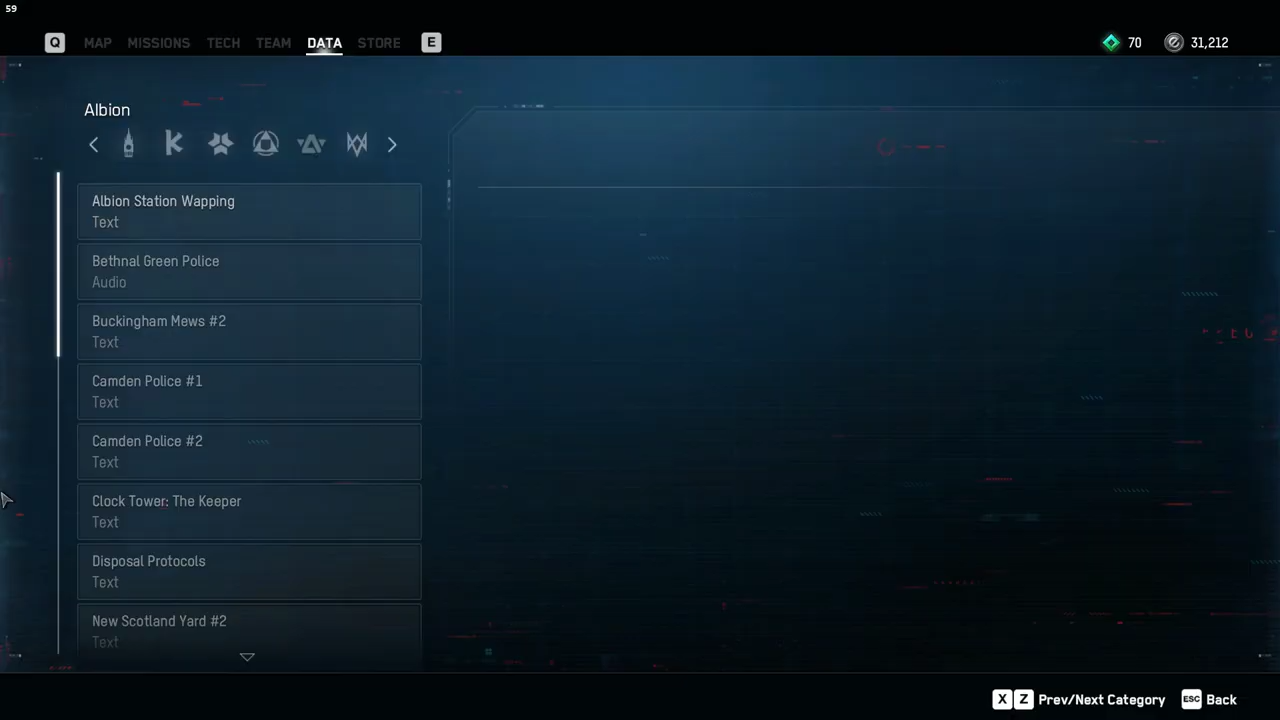 59
Q MAP MISSIONS TECH TEAM DATA STORE E 70 31,212
Albion
Albion Station Wapping
Text
Bethnal Green Police
Audio
Buckingham Mews #2
Text
Camden Police #1
Text
Camden Police #2
Text
Clock Tower: The Keeper
Text
Disposal Protocols
Text
New Scotland Yard #2
Text
X Z Prev/Next Category ESC Back